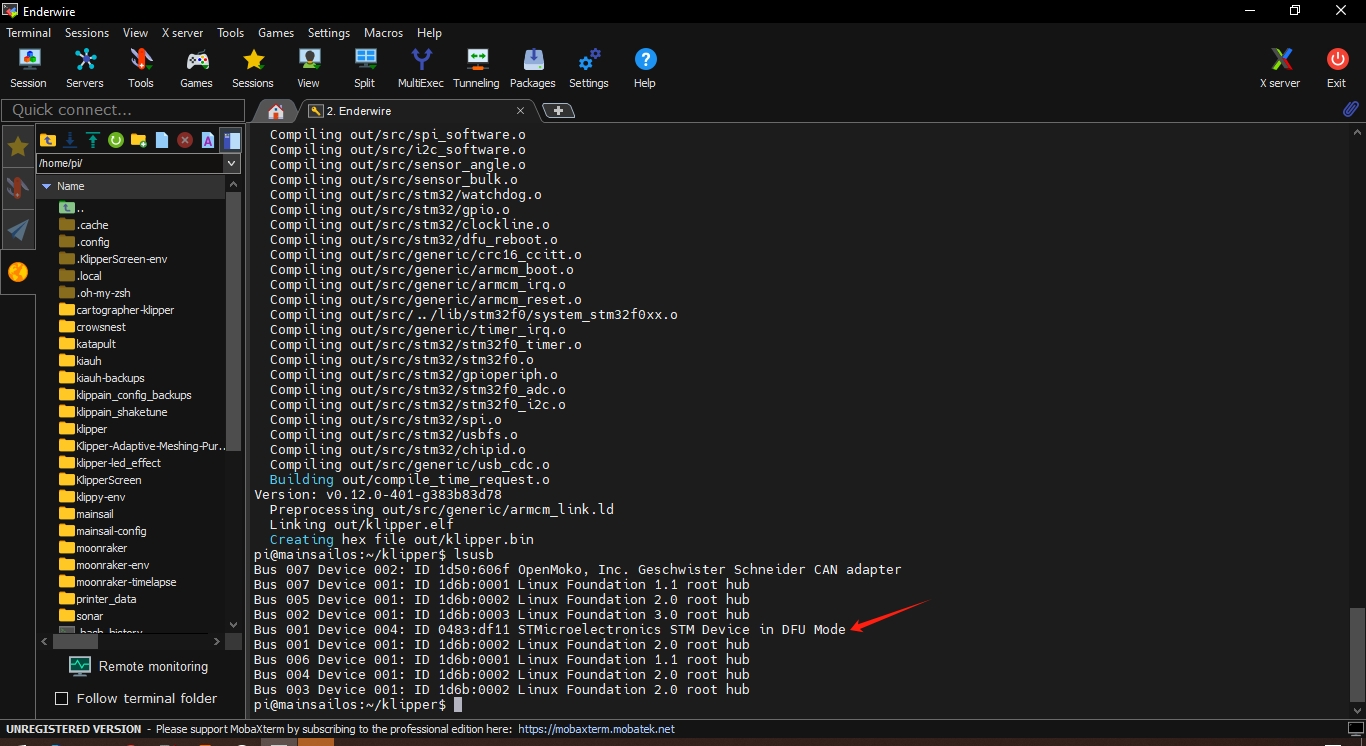 Enderwire
Terminal Sessions View X server Tools Games Settings Macros Help
Session Servers Tools Games Sessions View Split MultiExec Tunneling Packages Settings Help X server Exit
Quick connect...
2. Enderwire
/home/pi/
Name
..
.cache
.config
.KlipperScreen-env
.local
.oh-my-zsh
cartographer-klipper
crowsnest
katapult
kiauh
kiauh-backups
klippain_config_backups
klippain_shaketune
klipper
Klipper-Adaptive-Meshing-Pur..
klipper-led_effect
KlipperScreen
klippy-env
mainsail
mainsail-config
moonraker
moonraker-env
moonraker-timelapse
printer_data
sonar
.bash_history
Remote monitoring
Follow terminal folder
Compiling out/src/spi_software.o
Compiling out/src/i2c_software.o
Compiling out/src/sensor_angle.o
Compiling out/src/sensor_bulk.o
Compiling out/src/stm32/watchdog.o
Compiling out/src/stm32/gpio.o
Compiling out/src/stm32/clockline.o
Compiling out/src/stm32/dfu_reboot.o
Compiling out/src/generic/crc16_ccitt.o
Compiling out/src/generic/armcm_boot.o
Compiling out/src/generic/armcm_irq.o
Compiling out/src/generic/armcm_reset.o
Compiling out/src/../lib/stm32f0/system_stm32f0xx.o
Compiling out/src/generic/timer_irq.o
Compiling out/src/stm32/stm32f0_timer.o
Compiling out/src/stm32/stm32f0.o
Compiling out/src/stm32/gpioperiph.o
Compiling out/src/stm32/stm32f0_adc.o
Compiling out/src/stm32/stm32f0_i2c.o
Compiling out/src/stm32/spi.o
Compiling out/src/stm32/usbfs.o
Compiling out/src/stm32/chipid.o
Compiling out/src/generic/usb_cdc.o
Building out/compile_time_request.o
Version: v0.12.0-401-g383b83d78
Preprocessing out/src/generic/armcm_link.ld
Linking out/klipper.elf
Creating hex file out/klipper.bin
pi@mainsailos:~/klipper$ lsusb
Bus 007 Device 002: ID 1d50:606f OpenMoko, Inc. Geschwister Schneider CAN adapter
Bus 007 Device 001: ID 1d6b:0001 Linux Foundation 1.1 root hub
Bus 005 Device 001: ID 1d6b:0002 Linux Foundation 2.0 root hub
Bus 002 Device 001: ID 1d6b:0003 Linux Foundation 3.0 root hub
Bus 001 Device 004: ID 0483:df11 STMicroelectronics STM Device in DFU Mode
Bus 001 Device 001: ID 1d6b:0002 Linux Foundation 2.0 root hub
Bus 006 Device 001: ID 1d6b:0001 Linux Foundation 1.1 root hub
Bus 004 Device 001: ID 1d6b:0002 Linux Foundation 2.0 root hub
Bus 003 Device 001: ID 1d6b:0002 Linux Foundation 2.0 root hub
pi@mainsailos:~/klipper$
UNREGISTERED VERSION - Please support MobaXterm by subscribing to the professional edition here: https://mobaxterm.mobatek.net